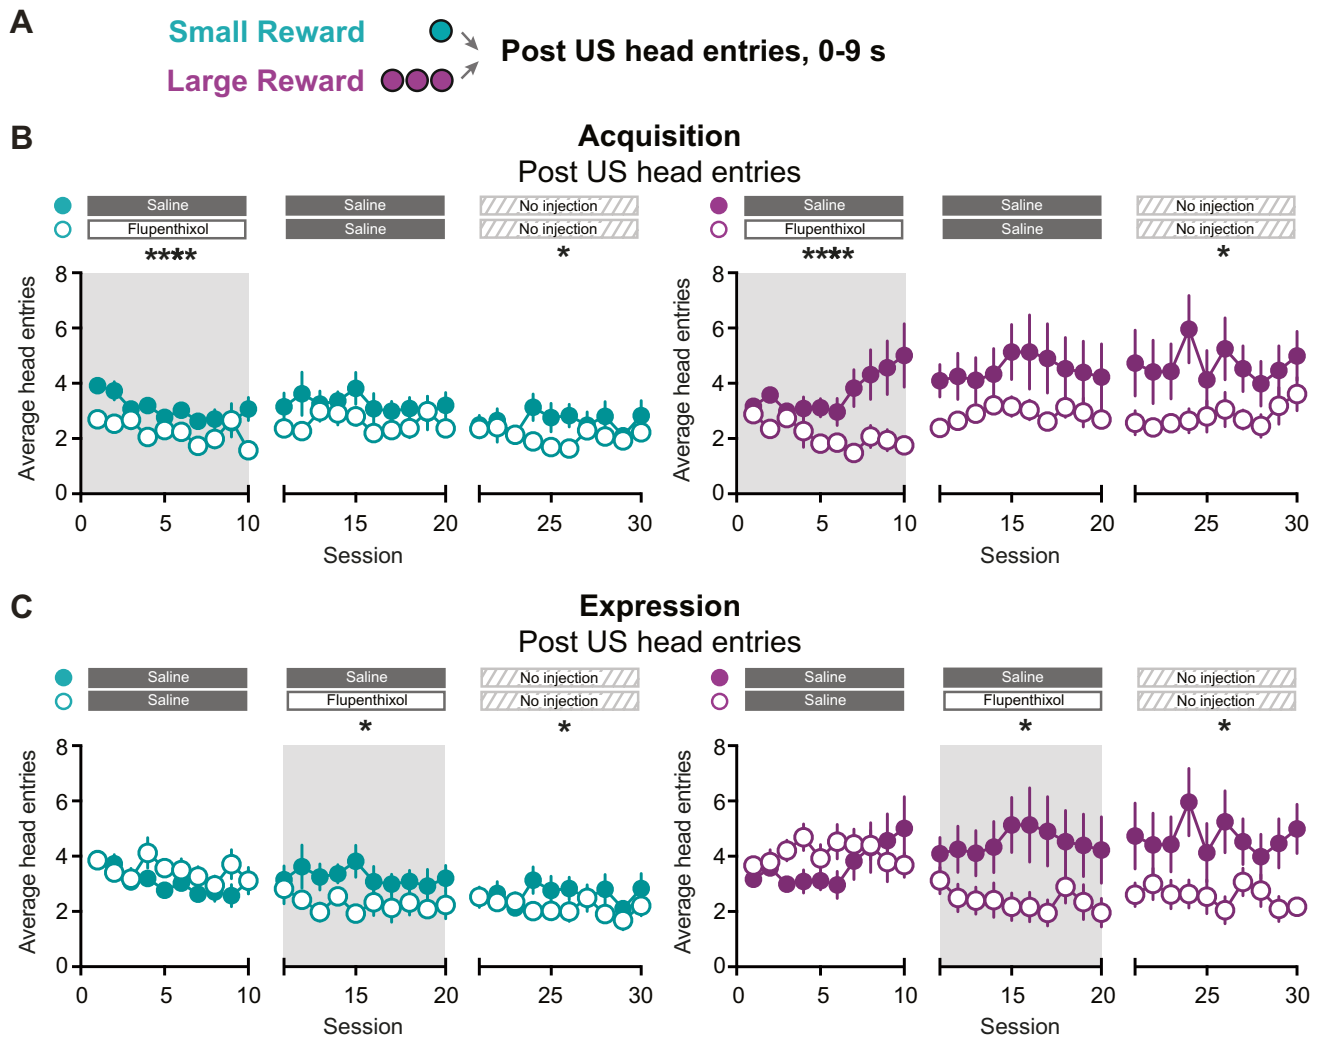 A
Small Reward
Large Reward
Post US head entries, 0-9 s
B
Acquisition
Post US head entries
Saline Saline No injection Saline Saline No injection
Flupenthixol Saline No injection Flupenthixol Saline No injection
**** * **** *
Average head entries
8
6
4
2
0
0 5 10 15 20 25 30
Session
Average head entries
8
6
4
2
0
0 5 10 15 20 25 30
Session
C
Expression
Post US head entries
Saline Saline No injection Saline Saline No injection
Saline Flupenthixol No injection Saline Flupenthixol No injection
* * * *
Average head entries
8
6
4
2
0
0 5 10 15 20 25 30
Session
Average head entries
8
6
4
2
0
0 5 10 15 20 25 30
Session